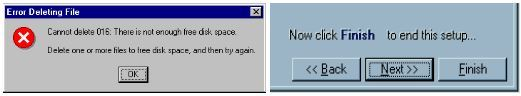 Error Deleting File
Cannot delete 016: There is not enough free disk space.
Delete one or more files to free disk space, and then try again.
OK
Now click Finish to end this setup...
<< Back
Next >>
Finish